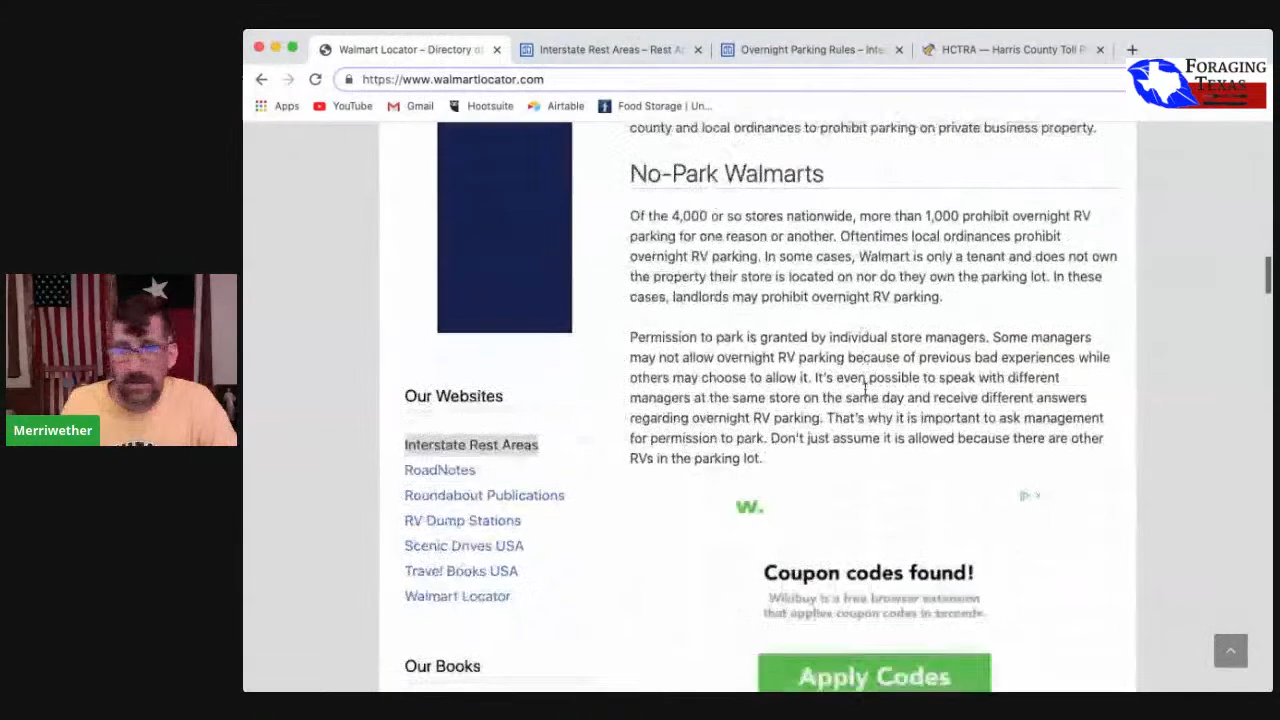 Walmart Locator – Directory o
Interstate Rest Areas – Rest Ar
Overnight Parking Rules – Inte
HCTRA — Harris County Toll R
https://www.walmartlocator.com
Apps
YouTube
Gmail
Hootsuite
Airtable
Food Storage | Un...
FORAGING
TEXAS
county and local ordinances to prohibit parking on private business property.
No-Park Walmarts
Of the 4,000 or so stores nationwide, more than 1,000 prohibit overnight RV
parking for one reason or another. Oftentimes local ordinances prohibit
overnight RV parking. In some cases, Walmart is only a tenant and does not own
the property their store is located on nor do they own the parking lot. In these
cases, landlords may prohibit overnight RV parking.
Permission to park is granted by individual store managers. Some managers
may not allow overnight RV parking because of previous bad experiences while
others may choose to allow it. It's even possible to speak with different
managers at the same store on the same day and receive different answers
regarding overnight RV parking. That's why it is important to ask management
for permission to park. Don't just assume it is allowed because there are other
RVs in the parking lot.
Our Websites
Interstate Rest Areas
RoadNotes
Roundabout Publications
RV Dump Stations
Scenic Drives USA
Travel Books USA
Walmart Locator
Our Books
w.
Coupon codes found!
Wikibuy is a free browser extension
that applies coupon codes in seconds.
Apply Codes
Merriwether